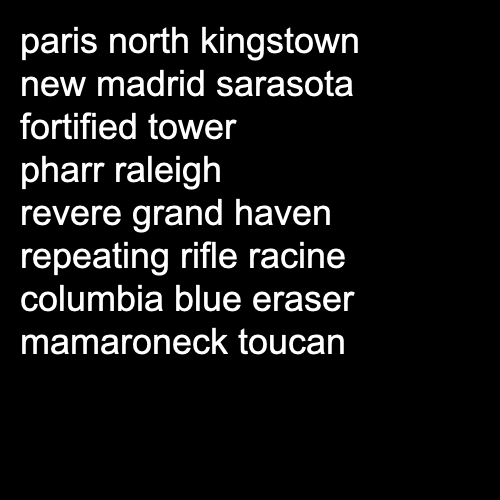 paris north kingstown
new madrid sarasota
fortified tower
pharr raleigh
revere grand haven
repeating rifle racine
columbia blue eraser
mamaroneck toucan